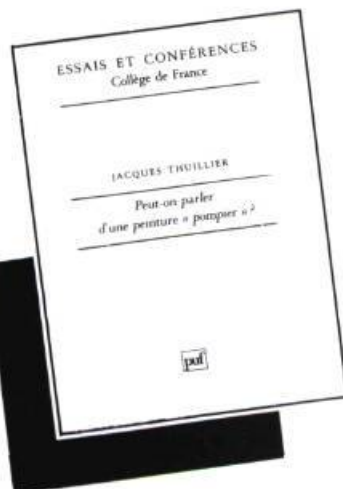 ESSAIS ET CONFÉRENCES
Collège de France
JACQUES THUILLIER
Peut-on parler
d'une peinture « pompier » ?
puf